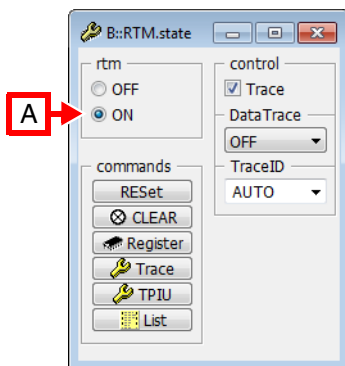 B::RTM.state
rtm
OFF
ON
A
commands
RESet
CLEAR
Register
Trace
TPIU
List
control
Trace
DataTrace
OFF
TraceID
AUTO